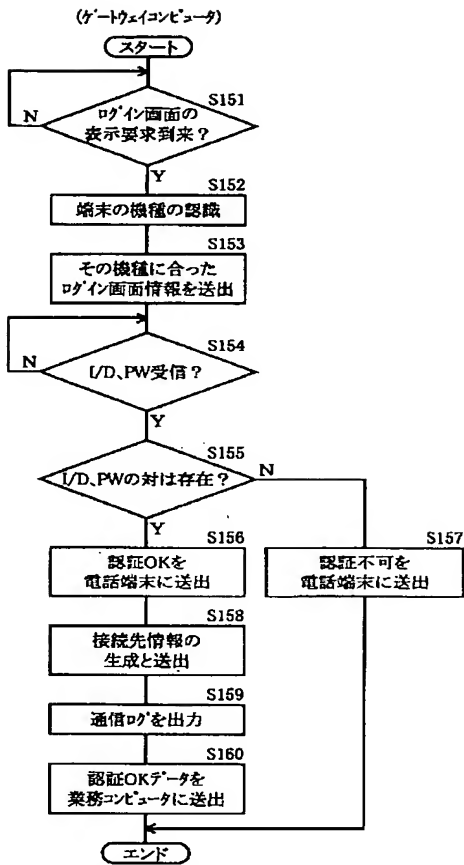 (ゲートウェイコンピュータ)
スタート
S151
ログイン画面の
表示要求到来?
N
Y
S152
端末の機種の認識
S153
その機種に合った
ログイン画面情報を送出
S154
N
I/D、PW受信?
Y
S155
I/D、PWの対は存在?
N
Y
S156
認証OKを
電話端末に送出
S157
認証不可を
電話端末に送出
S158
接続先情報の
生成と送出
S159
通信ログを出力
S160
認証OKデータを
業務コンピュータに送出
エンド